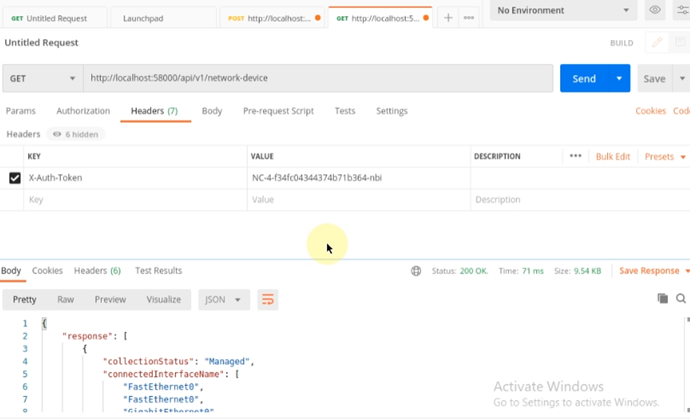 GET Untitled Request Launchpad POST http://localhost:... GET http://localhost:5... + ••• No Environment
Untitled Request BUILD
GET http://localhost:58000/api/v1/network-device Send Save
Params Authorization Headers (7) Body Pre-request Script Tests Settings Cookies Cod
Headers 6 hidden
KEY VALUE DESCRIPTION ••• Bulk Edit Presets
X-Auth-Token NC-4-f34fc04344374b71b364-nbi
Key Value Description
Body Cookies Headers (6) Test Results Status: 200 OK Time: 71 ms Size: 9.54 KB Save Response
Pretty Raw Preview Visualize JSON
1 {
2 "response": [
3 {
4 "collectionStatus": "Managed",
5 "connectedInterfaceName": [
6 "FastEthernet0",
7 "FastEthernet0",
8 "GigabitEthernet0"
Activate Windows
Go to Settings to activate Windows.